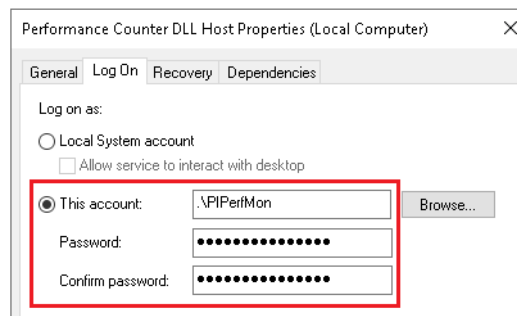 Performance Counter DLL Host Properties (Local Computer)
General Log On Recovery Dependencies
Log on as:
Local System account
Allow service to interact with desktop
This account: .\PIPerfMon Browse...
Password: •••••••••••••••
Confirm password: •••••••••••••••